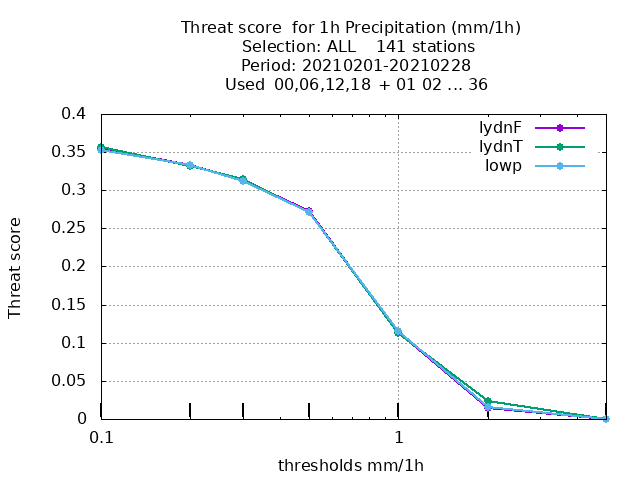 Threat score  for 1h Precipitation (mm/1h)
Selection: ALL    141 stations
Period: 20210201-20210228
Used  00,06,12,18  + 01 02 ... 36
0.4
0.35
0.3
0.25
0.2
0.15
0.1
0.05
0
Threat score
lydnF
lydnT
lowp
0.1
1
thresholds mm/1h